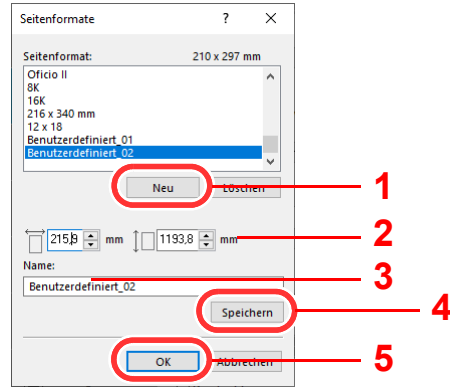 Seitenformate ? ×
Seitenformat: 210 x 297 mm
Oficio II
8K
16K
216 x 340 mm
12 x 18
Benutzerdefiniert_01
Benutzerdefiniert_02
Neu Löschen 1
215,9 mm 1193,8 mm 2
Name: 3
Benutzerdefiniert_02
Speichern 4
OK Abbrechen 5